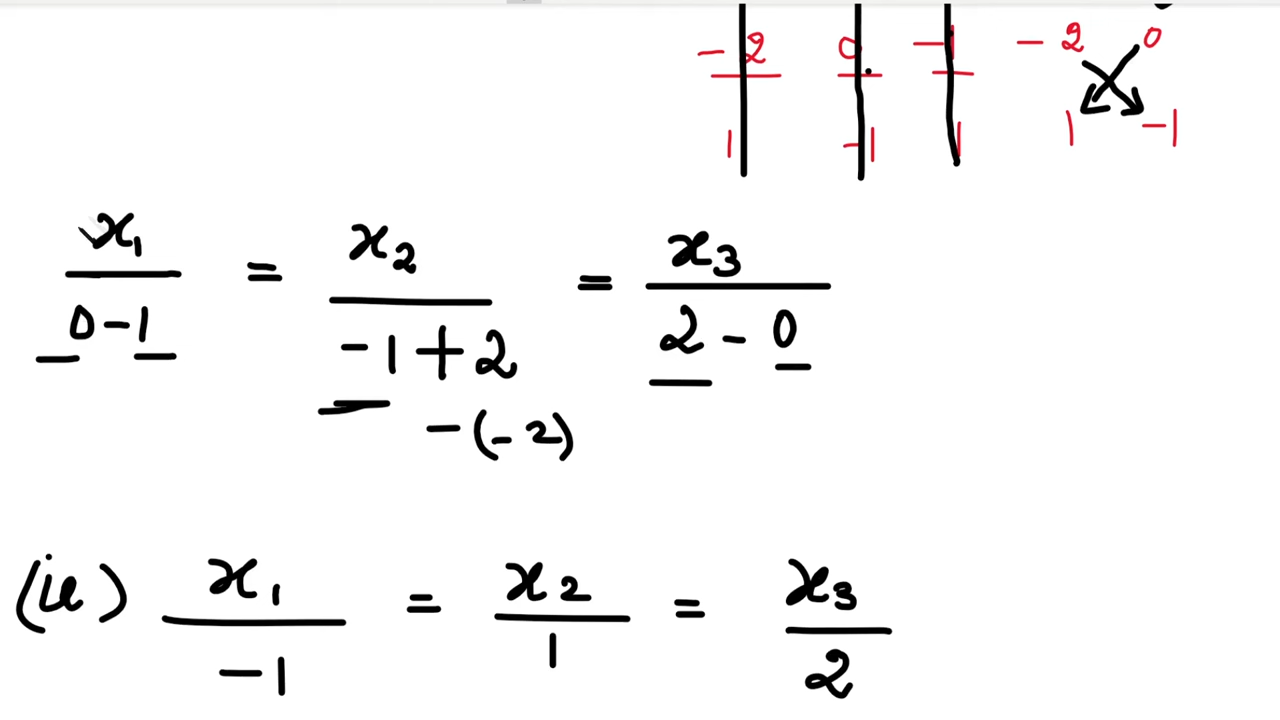 -2 0 -1 -2 0
1 -1 1 1 -1
x₁ = x₂ = x₃
0-1 -1+2 2-0
-(-2)
(ie) x₁ = x₂ = x₃
-1 1 2